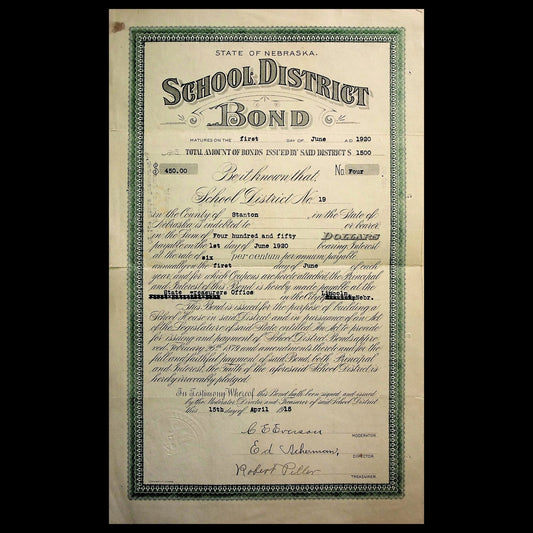 STATE OF NEBRASKA.
SCHOOL DISTRICT
BOND
MATURES ON THE first DAY OF June A.D. 1920
TOTAL AMOUNT OF BONDS ISSUED BY SAID DISTRICT $ 1500
$ 450.00 Be it known that, No Four
School District No 19
in the County of Stanton, in the State of
Nebraska is indebted to or bearer
in the Sum of Four hundred and fifty DOLLARS
payable on the 1st day of June 1920 bearing Interest
at the rate of six per centum per annum, payable
annually on the first day of June of each
year, and for which Coupons are hereto attached, the Principal
and Interest of this Bond is hereby made payable at the
State Treasurers Office in the City Lincoln, Nebr.
This Bond is issued for the purpose of building a
School House in said District, and in pursuance of an Act
of the Legislature of said State, entitled An Act to provide
for issuing and payment of School District Bonds, approved,
February 26th 1879 and amendments thereto and for the
full and faithful payment of said Bond, both Principal
and Interest, the Faith of the aforesaid School District is
hereby irrevocably pledged.
In Testimony Whereof, this Bond hath been signed and issued
by the Moderator, Director and Treasurer of said School District
this 15th day of April 1915
C E Everson
MODERATOR.
Ed Acherman,
DIRECTOR.
Robert Piller
TREASURER.